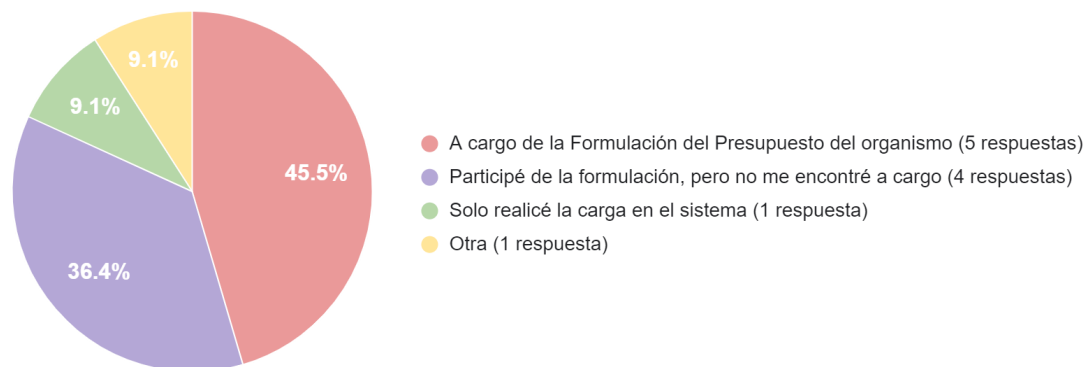 9.1%
9.1%
45.5%
36.4%
A cargo de la Formulación del Presupuesto del organismo (5 respuestas)
Participé de la formulación, pero no me encontré a cargo (4 respuestas)
Solo realicé la carga en el sistema (1 respuesta)
Otra (1 respuesta)